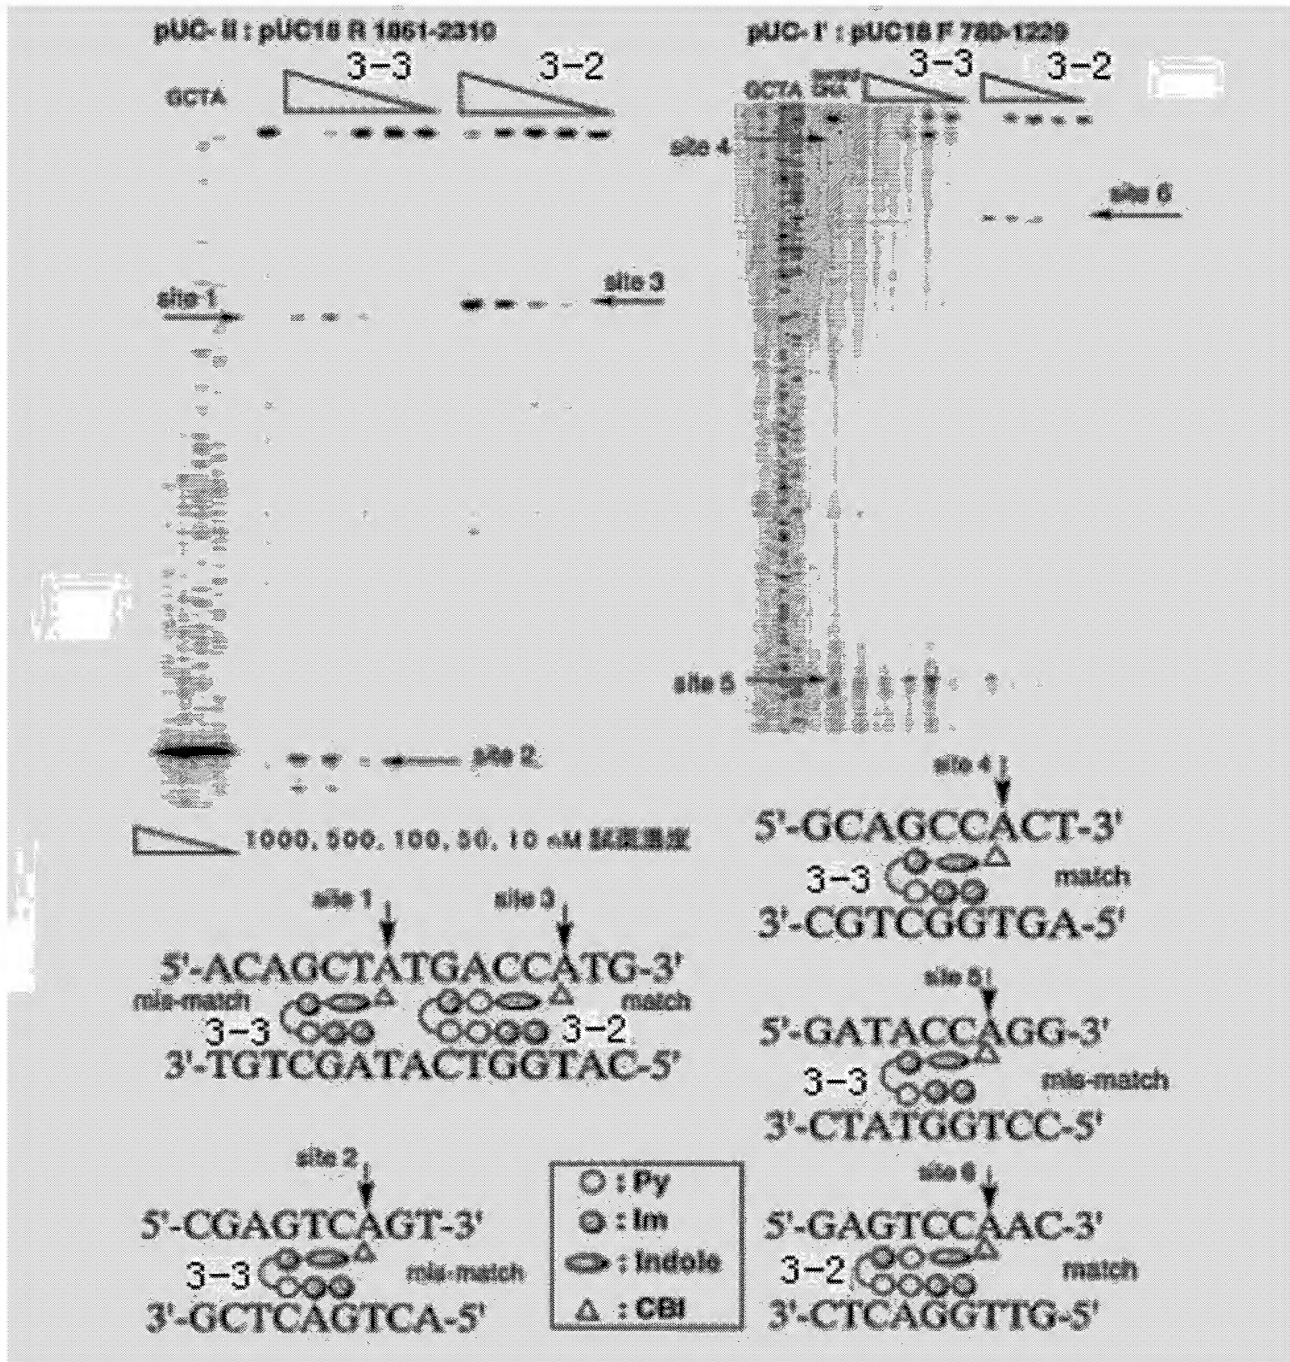 pUC- II : pUC18 R 1861-2310
pUC- I' : pUC18 F 780-1229
3-3
3-2
3-3
3-2
GCTA
GCTA
DNA
site 4
site 6
site 1
site 3
site 5
site 2
1000, 500, 100, 50, 10 nM
site 4
5'-GCAGCCACT-3'
3-3
match
3'-CGTCGGTGA-5'
site 1
site 3
5'-ACAGCTATGACCATG-3'
mis-match
match
3-3
3-2
3'-TGTCGATACTGGTAC-5'
site 5
5'-GATACCAGG-3'
3-3
mis-match
3'-CTATGGTCC-5'
site 2
5'-CGAGTCAGT-3'
3-3
mis-match
3'-GCTCAGTCA-5'
: Py
: Im
: Indole
: CBI
site 6
5'-GAGTCCAAC-3'
3-2
match
3'-CTCAGGTTG-5'